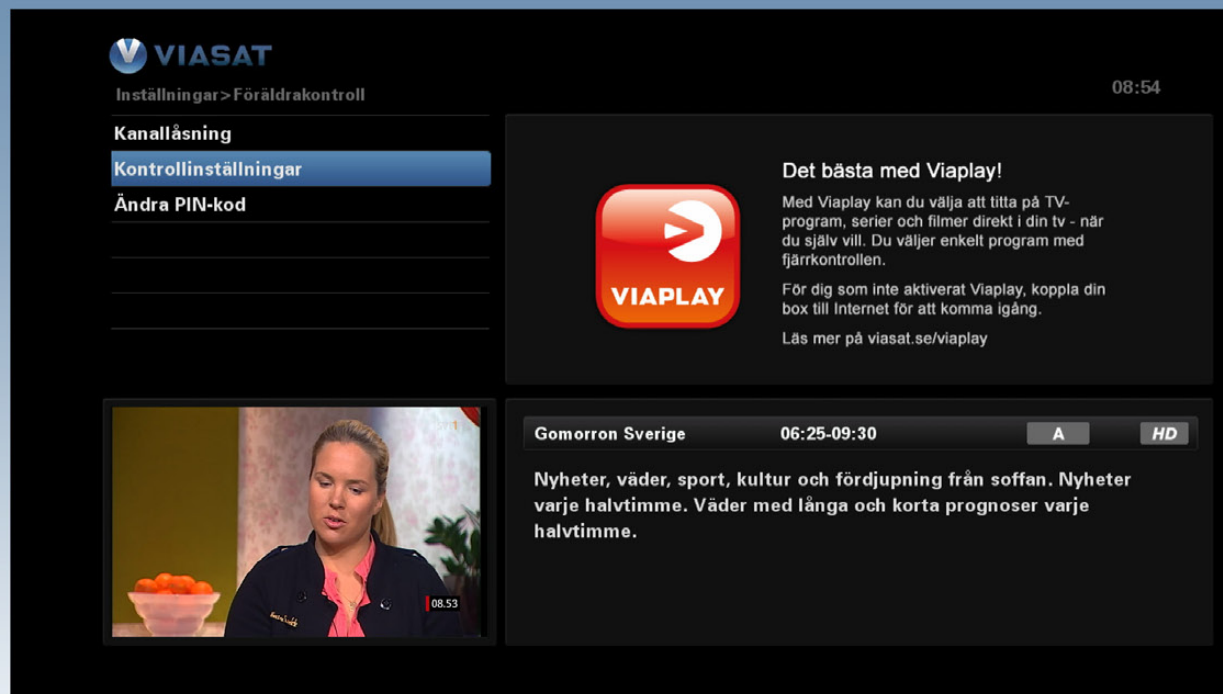 VIASAT
Inställningar>Föräldrakontroll
08:54
Kanallåsning
Kontrollinställningar
Ändra PIN-kod
VIAPLAY
Det bästa med Viaplay!
Med Viaplay kan du välja att titta på TV-
program, serier och filmer direkt i din tv - när
du själv vill. Du väljer enkelt program med
fjärrkontrollen.
För dig som inte aktiverat Viaplay, koppla din
box till Internet för att komma igång.
Läs mer på viasat.se/viaplay
08.53
Gomorron Sverige 06:25-09:30 A HD
Nyheter, väder, sport, kultur och fördjupning från soffan. Nyheter
varje halvtimme. Väder med långa och korta prognoser varje
halvtimme.